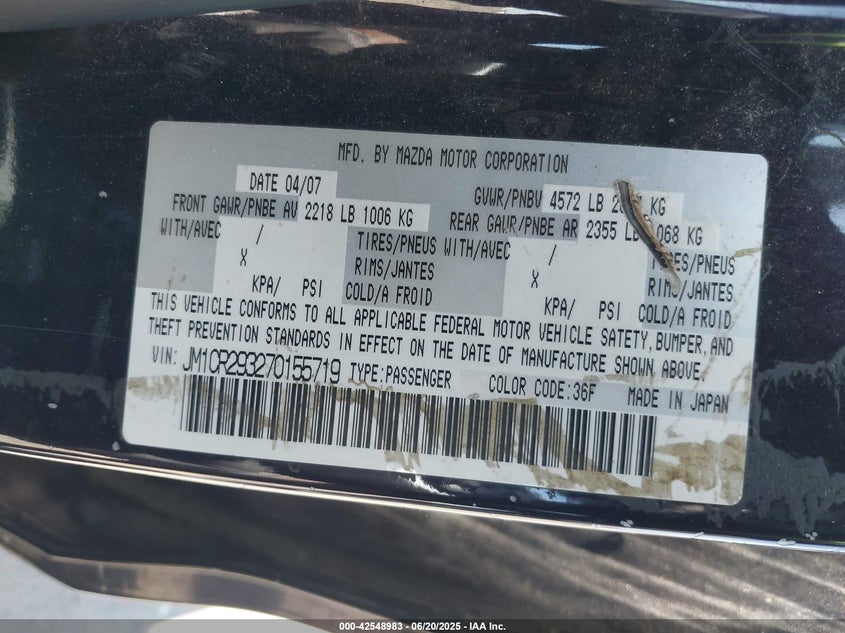 MFD. BY MAZDA MOTOR CORPORATION
DATE 04/07
GVWR/PNBV 4572 LB KG
FRONT GAWR/PNBE AV 2218 LB 1006 KG
REAR GAWR/PNBE AR 2355 LB KG
WITH/AVEC / TIRES/PNEUS WITH/AVEC / TIRES/PNEUS
X RIMS/JANTES X RIMS/JANTES
KPA/ PSI COLD/A FROID KPA/ PSI COLD/A FROID
THIS VEHICLE CONFORMS TO ALL APPLICABLE FEDERAL MOTOR VEHICLE SAFETY,BUMPER,AND
THEFT PREVENTION STANDARDS IN EFFECT ON THE DATE OF MANUFACTURE SHOWN ABOVE.
VIN: JM1CR293270155719 TYPE:PASSENGER COLOR CODE:36F MADE IN JAPAN
000-42548983 - 06/20/2025 - IAA Inc.